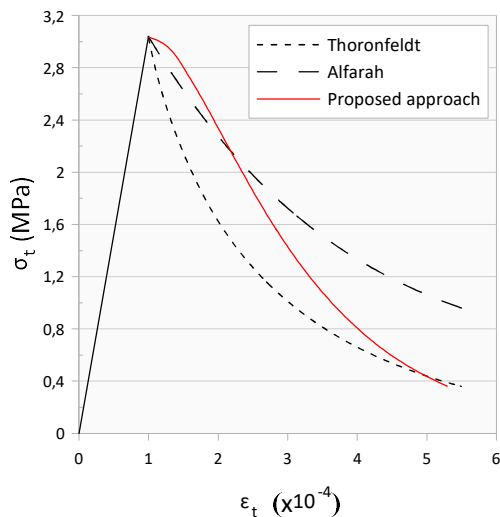 3,2
2,8
2,4
2
1,6
1,2
0,8
0,4
0
σt (MPa)
Thoronfeldt
Alfarah
Proposed approach
0 1 2 3 4 5 6
εt (x10-4)